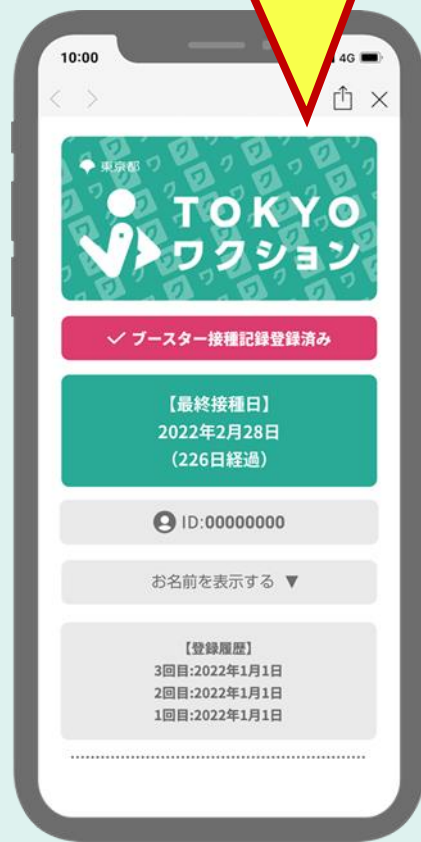 10:00
4G
東京都
TOKYO
ワクション
ブースター接種記録登録済み
【最終接種日】
2022年2月28日
（226日経過）
ID:00000000
お名前を表示する ▼
【登録履歴】
3回目:2022年1月1日
2回目:2022年1月1日
1回目:2022年1月1日